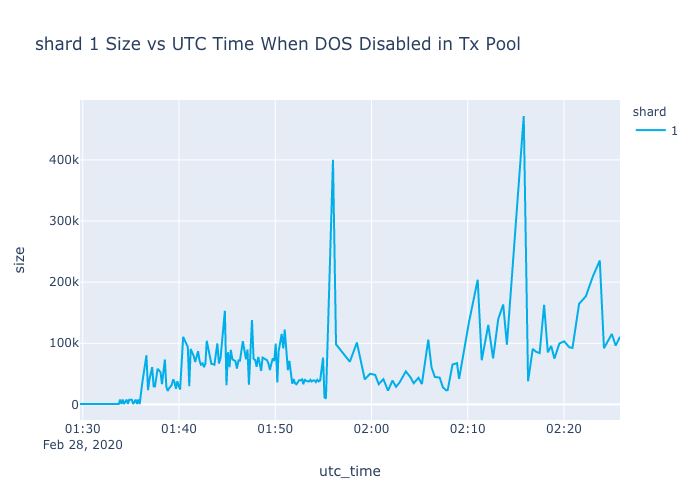 shard 1 Size vs UTC Time When DOS Disabled in Tx Pool
shard
1
400k
300k
200k
100k
0
size
01:30 01:40 01:50 02:00 02:10 02:20
Feb 28, 2020
utc_time